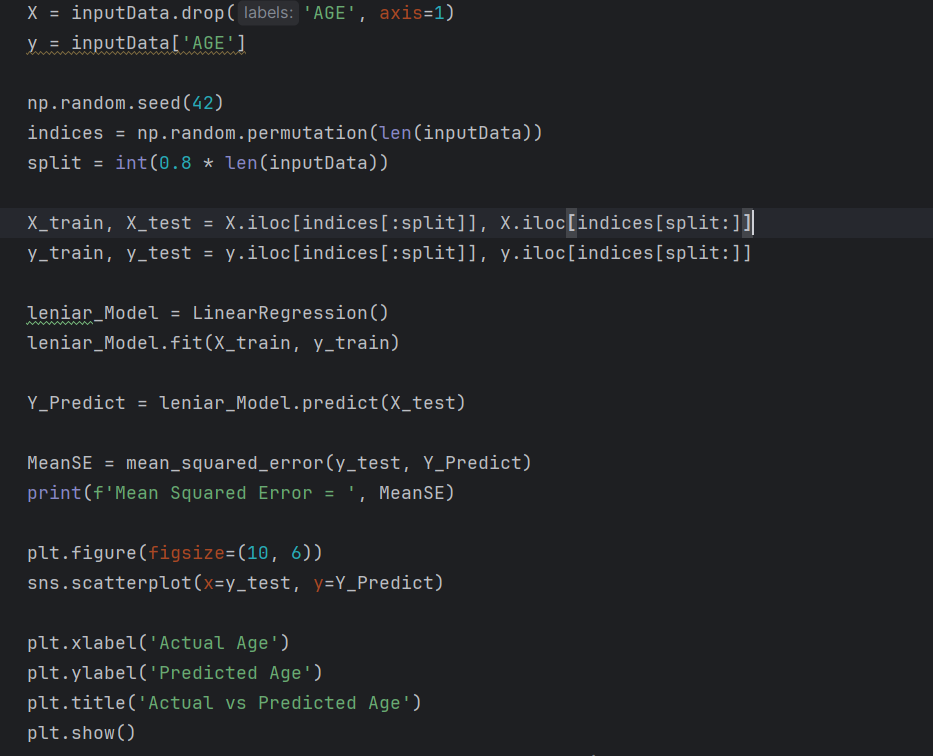 X = inputData.drop( labels: 'AGE', axis=1)
y = inputData['AGE']
np.random.seed(42)
indices = np.random.permutation(len(inputData))
split = int(0.8 * len(inputData))
X_train, X_test = X.iloc[indices[:split]], X.iloc[indices[split:]]
y_train, y_test = y.iloc[indices[:split]], y.iloc[indices[split:]]
leniar_Model = LinearRegression()
leniar_Model.fit(X_train, y_train)
Y_Predict = leniar_Model.predict(X_test)
MeanSE = mean_squared_error(y_test, Y_Predict)
print(f'Mean Squared Error = ', MeanSE)
plt.figure(figsize=(10, 6))
sns.scatterplot(x=y_test, y=Y_Predict)
plt.xlabel('Actual Age')
plt.ylabel('Predicted Age')
plt.title('Actual vs Predicted Age')
plt.show()